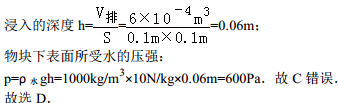 浸入的深度 h=V排/S=6×10⁻⁴m³/0.1m×0.1m=0.06m；
物块下表面所受水的压强：
p=ρ水gh=1000kg/m³×10N/kg×0.06m=600Pa．故 C 错误．
故选 D．